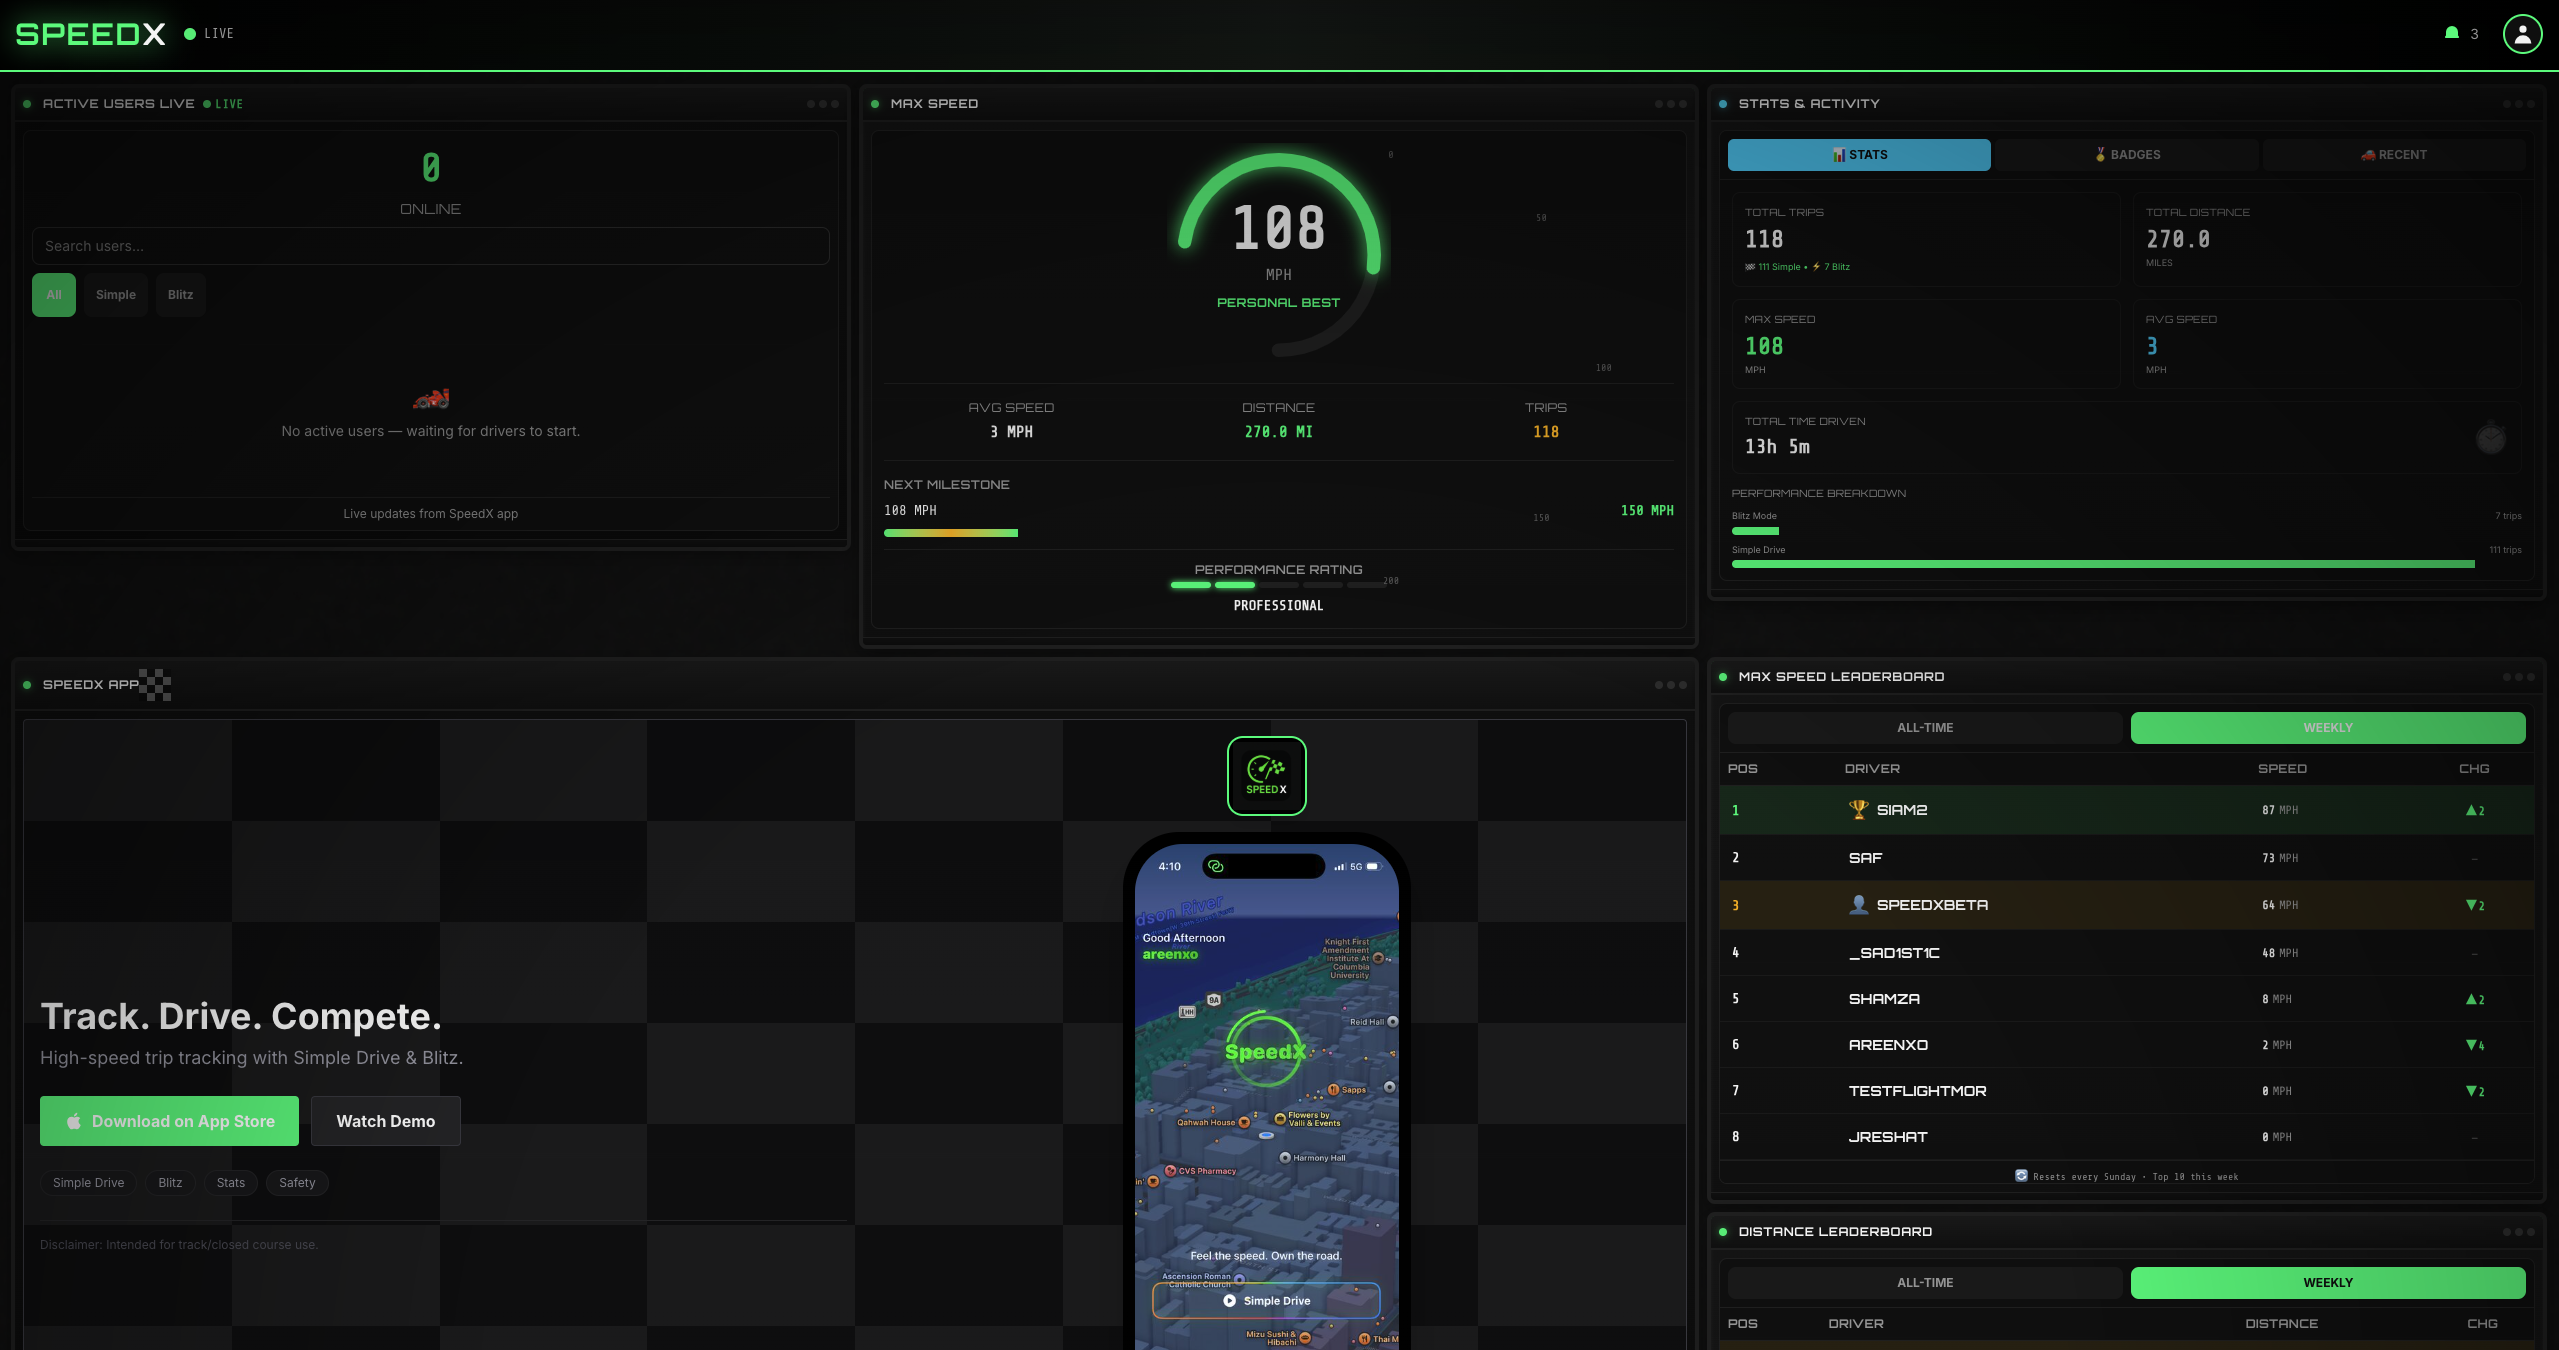 SPEEDX
LIVE
3
ACTIVE USERS LIVE
LIVE
0
ONLINE
Search users...
All
Simple
Blitz
No active users — waiting for drivers to start.
Live updates from SpeedX app
MAX SPEED
0
50
100
150
200
108
MPH
PERSONAL BEST
AVG SPEED
3 MPH
DISTANCE
270.0 MI
TRIPS
118
NEXT MILESTONE
108 MPH
150 MPH
PERFORMANCE RATING
PROFESSIONAL
STATS & ACTIVITY
STATS
BADGES
RECENT
TOTAL TRIPS
118
111 Simple • ⚡ 7 Blitz
TOTAL DISTANCE
270.0
MILES
MAX SPEED
108
MPH
AVG SPEED
3
MPH
TOTAL TIME DRIVEN
13h 5m
PERFORMANCE BREAKDOWN
Blitz Mode
7 trips
Simple Drive
111 trips
SPEEDX APP
Track. Drive. Compete.
High-speed trip tracking with Simple Drive & Blitz.
Download on App Store
Watch Demo
Simple Drive
Blitz
Stats
Safety
Disclaimer: Intended for track/closed course use.
SPEEDX
4:10
5G
dson River
Good Afternoon
areenxo
Knight First
Amendment
Institute At
Columbia
University
9A
HH
Reid Hall
SpeedX
Sapps
Flowers by
Valli & Events
Qahwah House
Harmony Hall
CVS Pharmacy
in'
Feel the speed. Own the road.
Ascension Roman
Catholic Church
Simple Drive
Mizu Sushi &
Hibachi
Thai M
MAX SPEED LEADERBOARD
ALL-TIME
WEEKLY
POS DRIVER SPEED CHG
1 SIAM2 87 MPH ▲2
2 SAF 73 MPH –
3 SPEEDXBETA 64 MPH ▼2
4 _SAD1ST1C 48 MPH –
5 SHAMZA 8 MPH ▲2
6 AREENXO 2 MPH ▼4
7 TESTFLIGHTMOR 0 MPH ▼2
8 JRESHAT 0 MPH –
Resets every Sunday · Top 10 this week
DISTANCE LEADERBOARD
ALL-TIME
WEEKLY
POS DRIVER DISTANCE CHG